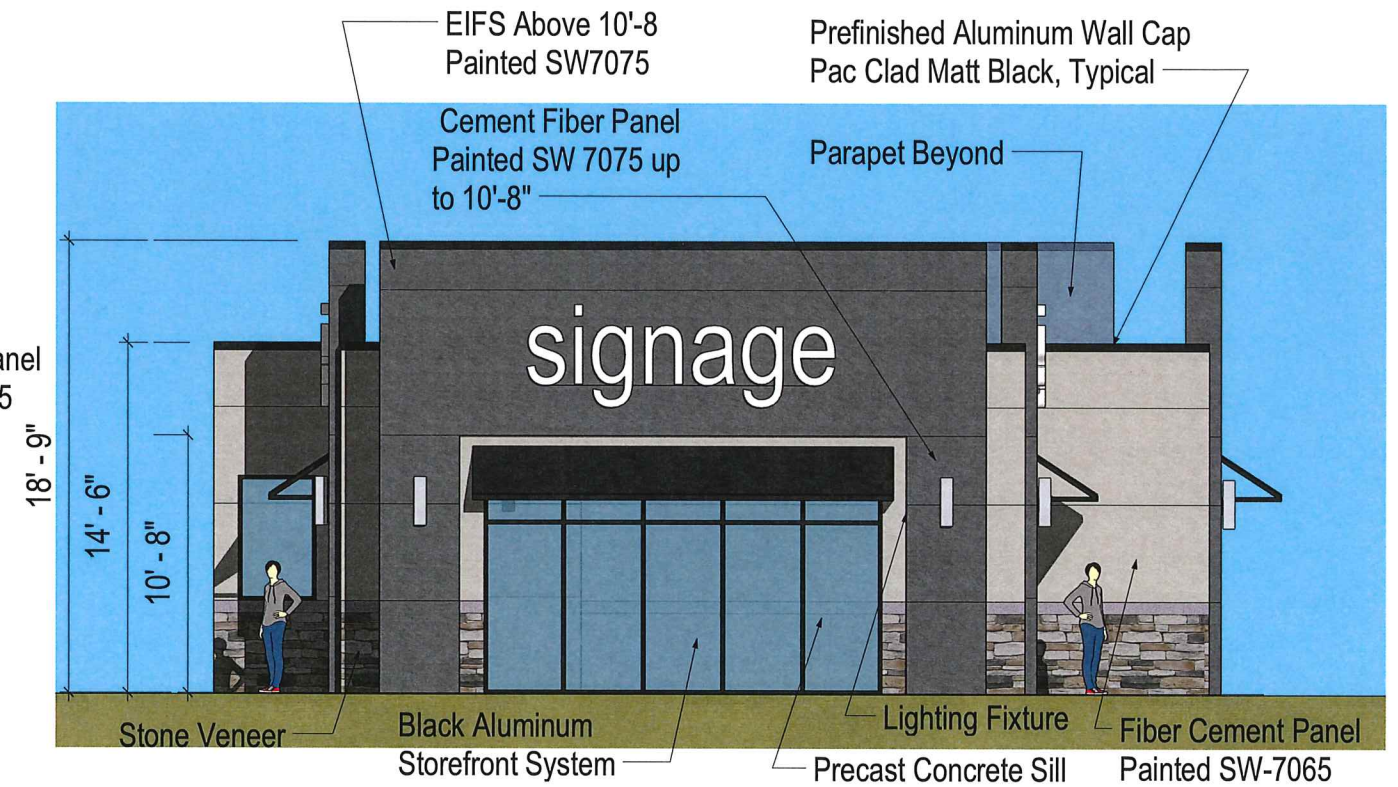 EIFS Above 10'-8
Painted SW7075
Prefinished Aluminum Wall Cap
Pac Clad Matt Black, Typical
Cement Fiber Panel
Painted SW 7075 up
to 10'-8"
Parapet Beyond
signage
18' - 9"
14' - 6"
10' - 8"
Stone Veneer
Black Aluminum
Storefront System
Lighting Fixture
Precast Concrete Sill
Fiber Cement Panel
Painted SW-7065